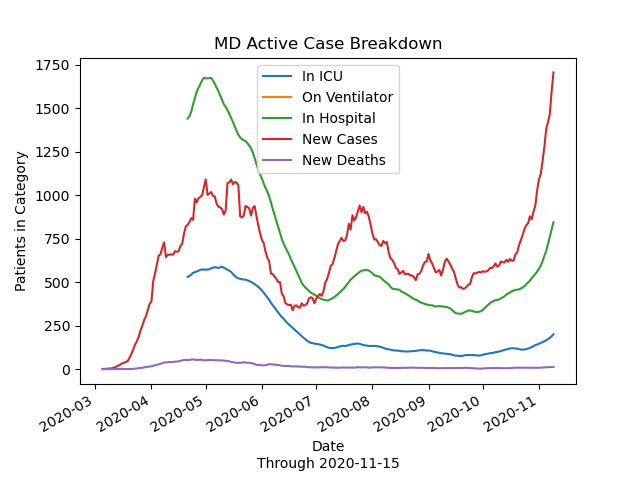 MD Active Case Breakdown
1750
1500
1250
1000
750
500
250
0
Patients in Category
In ICU
On Ventilator
In Hospital
New Cases
New Deaths
2020-03
2020-04
2020-05
2020-06
2020-07
2020-08
2020-09
2020-10
2020-11
Date
Through 2020-11-15